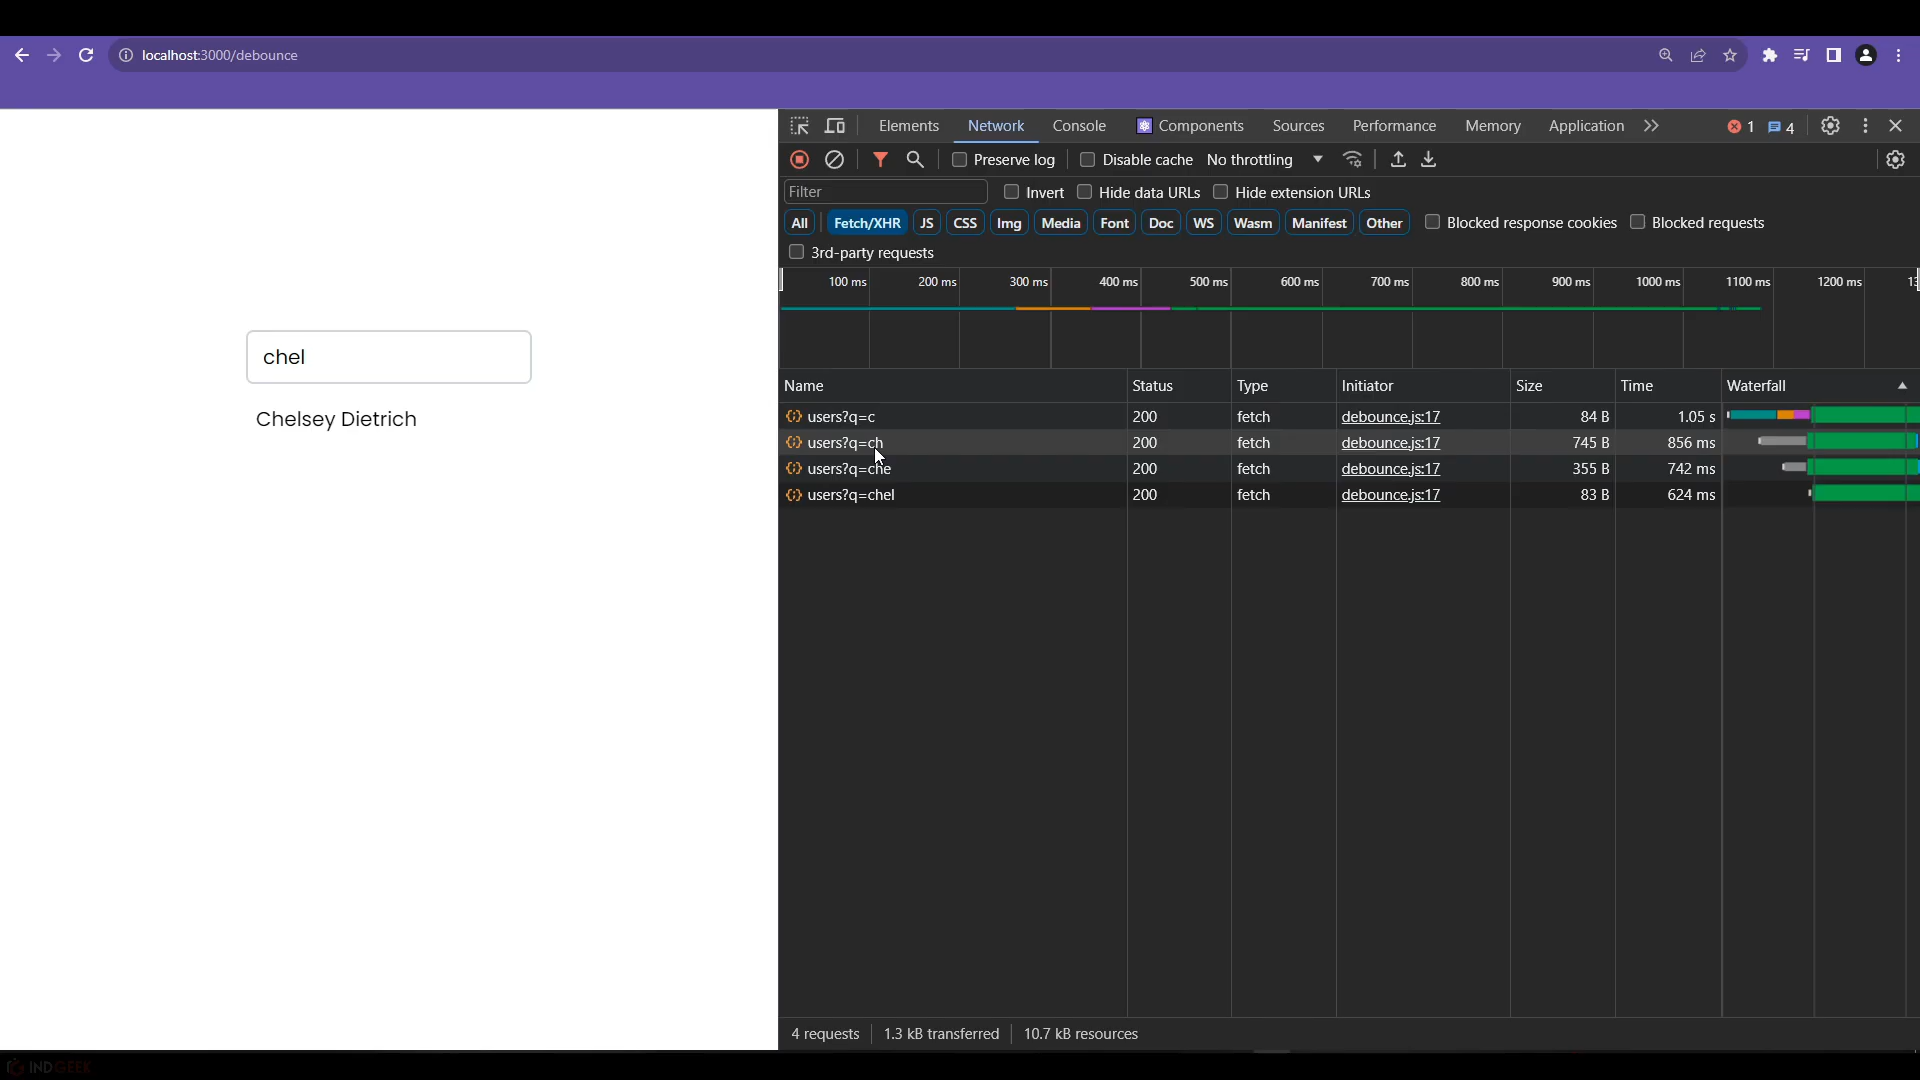 localhost:3000/debounce
Elements Network Console Components Sources Performance Memory Application 1 4
Preserve log Disable cache No throttling
Filter Invert Hide data URLs Hide extension URLs
All Fetch/XHR JS CSS Img Media Font Doc WS Wasm Manifest Other Blocked response cookies Blocked requests
3rd-party requests
100 ms 200 ms 300 ms 400 ms 500 ms 600 ms 700 ms 800 ms 900 ms 1000 ms 1100 ms 1200 ms
chel
Chelsey Dietrich
Name Status Type Initiator Size Time Waterfall
users?q=c 200 fetch debounce.js:17 84 B 1.05 s
users?q=ch 200 fetch debounce.js:17 745 B 856 ms
users?q=che 200 fetch debounce.js:17 355 B 742 ms
users?q=chel 200 fetch debounce.js:17 83 B 624 ms
4 requests 1.3 kB transferred 10.7 kB resources
INDGEEK